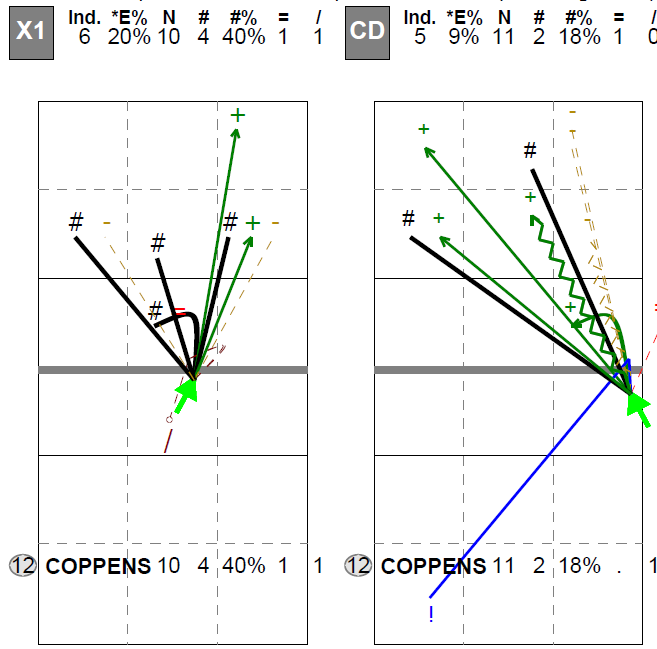 X1 Ind. *E% N # #% = /
6 20% 10 4 40% 1 1
CD Ind. *E% N # #% = /
5 9% 11 2 18% 1 0
+
# - # + -
#
# =
/
-
+ -
#
+
# + -
+ =
!
12 COPPENS 10 4 40% 1 1
12 COPPENS 11 2 18% . 1